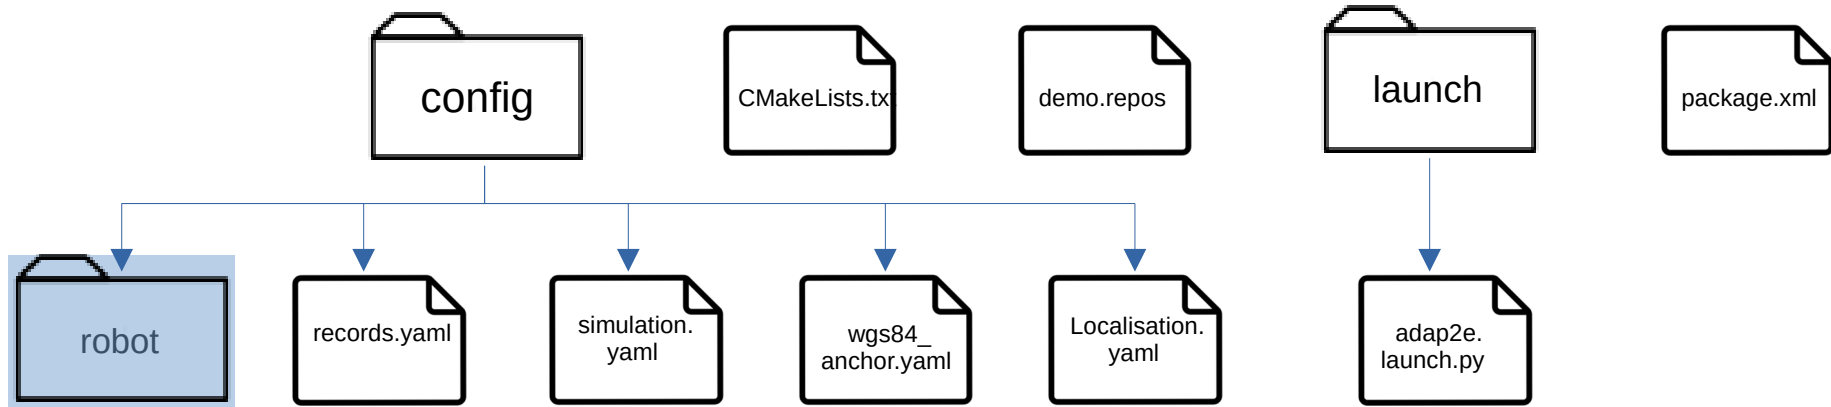 config
CMakeLists.txt
demo.repos
launch
package.xml
robot
records.yaml
simulation.
yaml
wgs84_
anchor.yaml
Localisation.
yaml
adap2e.
launch.py